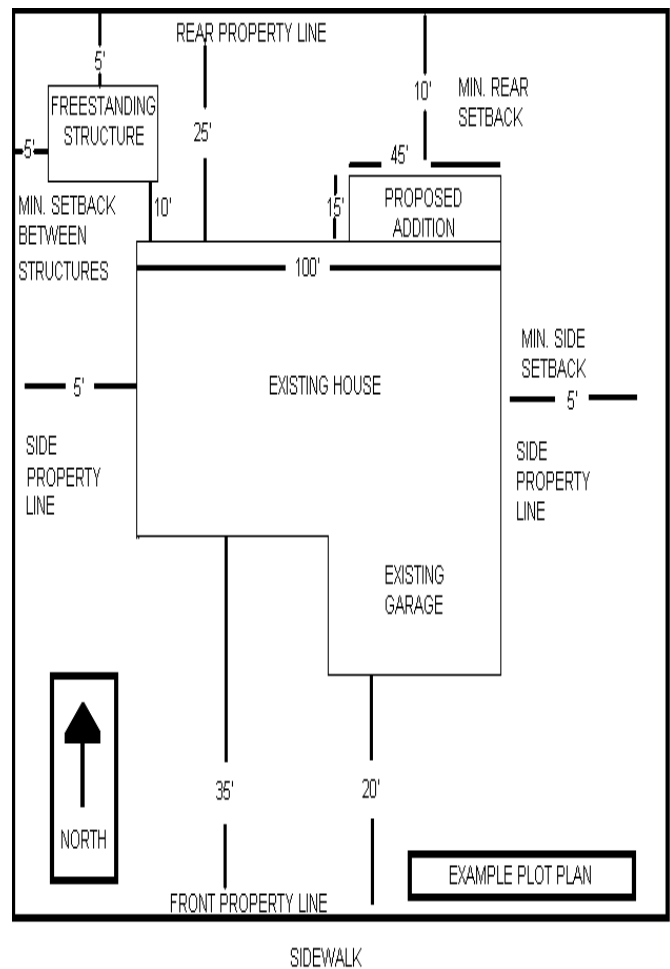 REAR PROPERTY LINE
5'
10'
MIN. REAR
SETBACK
FREESTANDING
STRUCTURE
25'
5'
45'
MIN. SETBACK
BETWEEN
STRUCTURES
10'
15'
PROPOSED
ADDITION
100'
MIN. SIDE
SETBACK
5'
EXISTING HOUSE
5'
SIDE
PROPERTY
LINE
SIDE
PROPERTY
LINE
EXISTING
GARAGE
35'
20'
NORTH
EXAMPLE PLOT PLAN
FRONT PROPERTY LINE
SIDEWALK